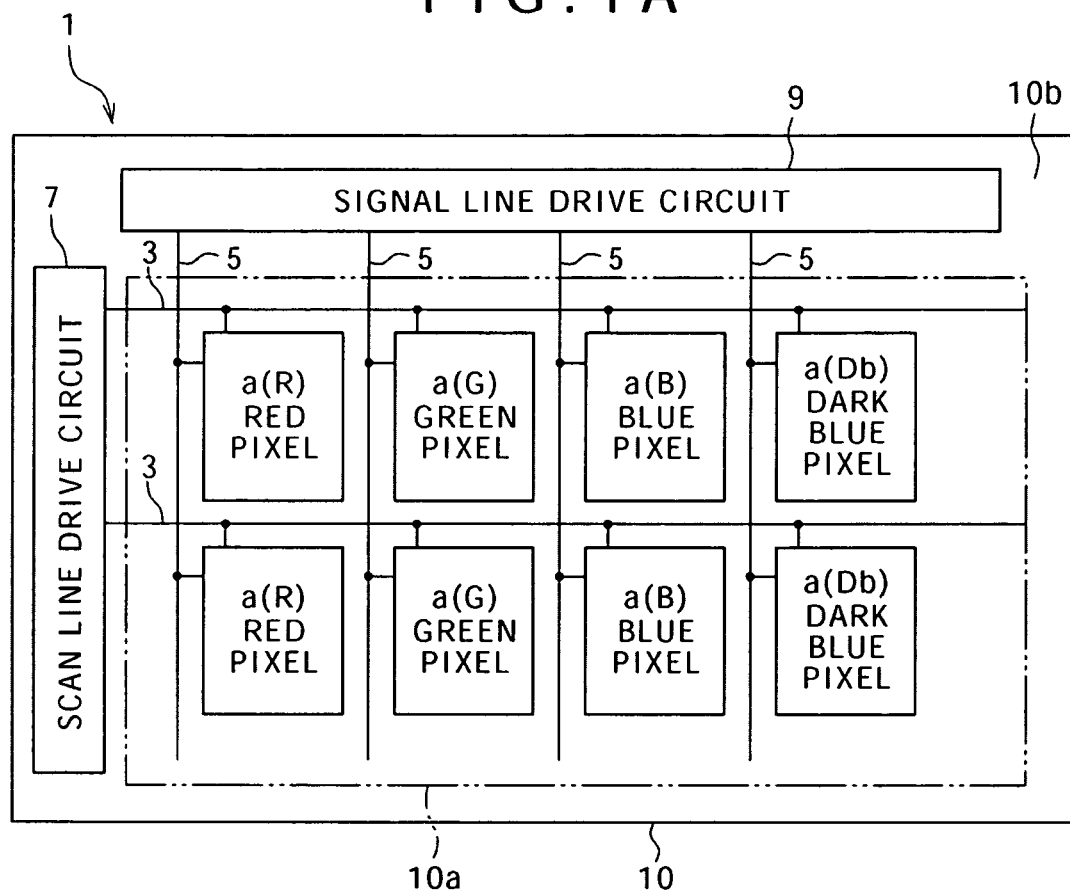 FIG.1A
1
9
10b
7
SIGNAL LINE DRIVE CIRCUIT
3
5
5
5
5
SCAN LINE DRIVE CIRCUIT
a(R)
RED
PIXEL
a(G)
GREEN
PIXEL
a(B)
BLUE
PIXEL
a(Db)
DARK
BLUE
PIXEL
3
a(R)
RED
PIXEL
a(G)
GREEN
PIXEL
a(B)
BLUE
PIXEL
a(Db)
DARK
BLUE
PIXEL
10a
10